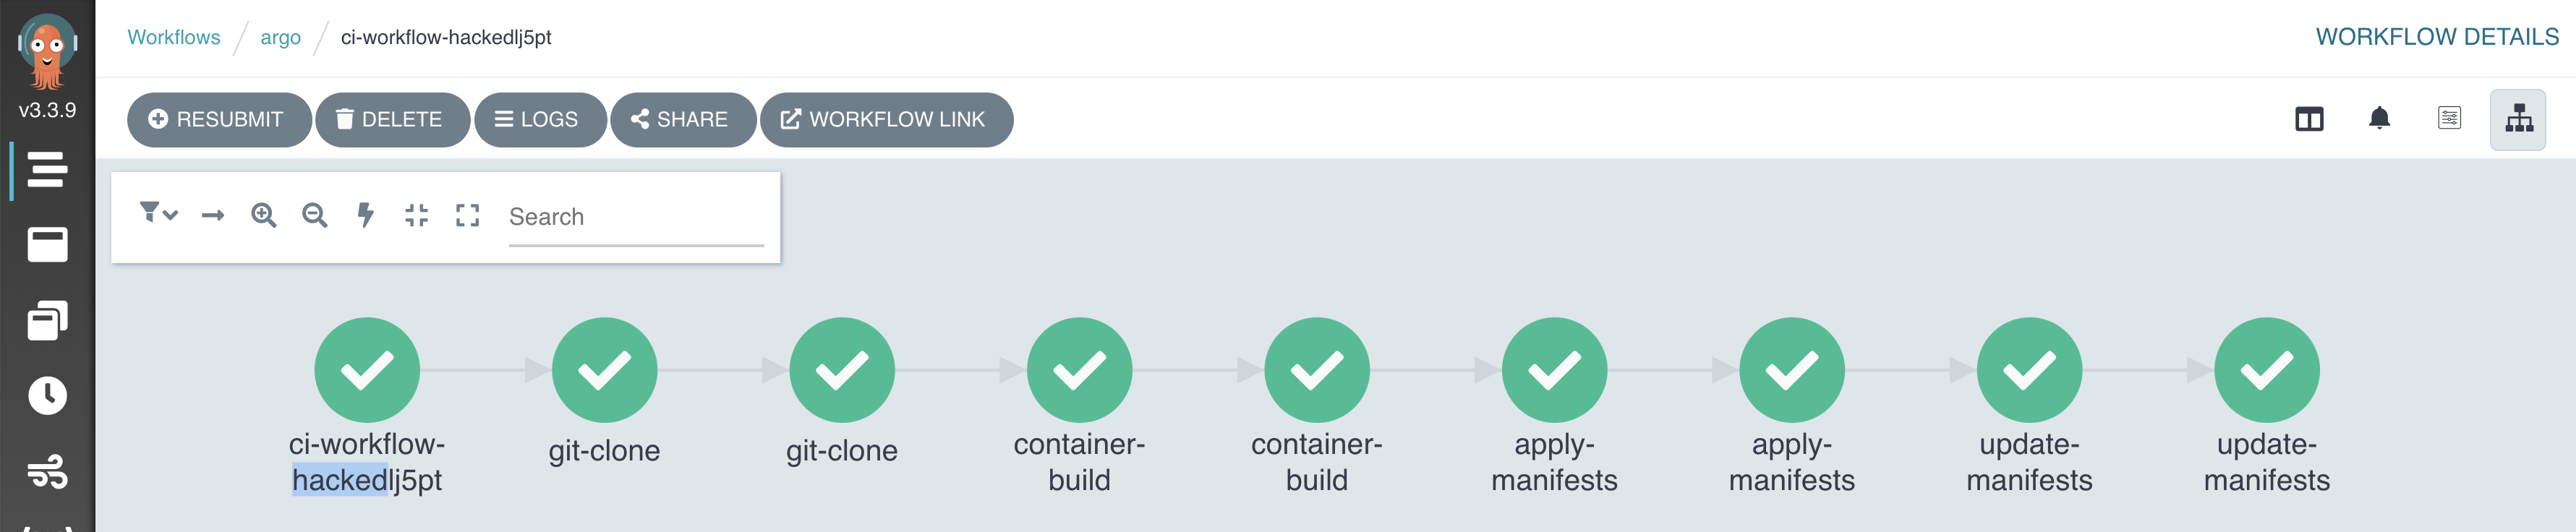 Workflows / argo / ci-workflow-hackedlj5pt
WORKFLOW DETAILS
v3.3.9
RESUBMIT DELETE LOGS SHARE WORKFLOW LINK
Search
ci-workflow-
hackedlj5pt
git-clone
git-clone
container-
build
container-
build
apply-
manifests
apply-
manifests
update-
manifests
update-
manifests